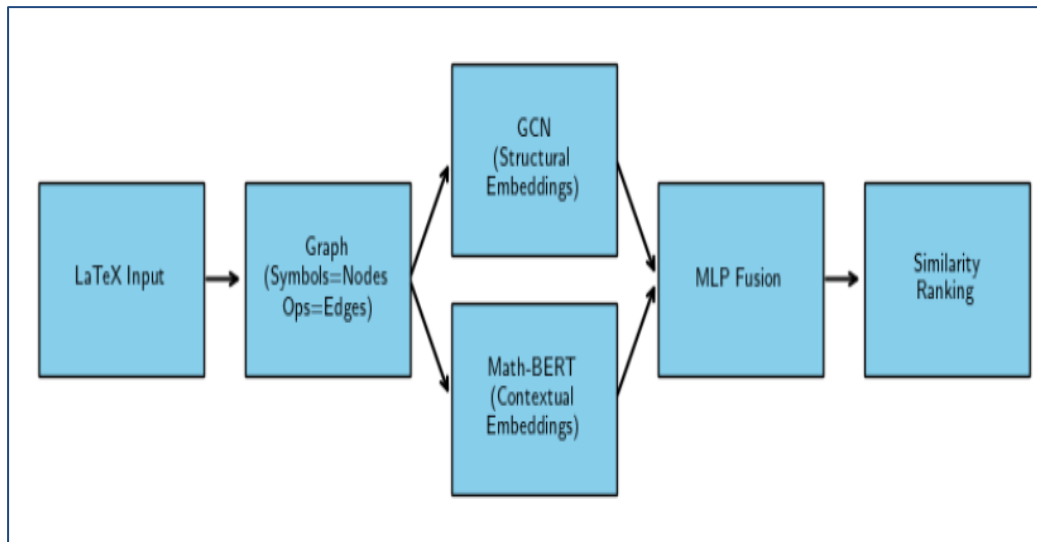 LaTeX Input
Graph
(Symbols=Nodes
Ops=Edges)
GCN
(Structural
Embeddings)
Math-BERT
(Contextual
Embeddings)
MLP Fusion
Similarity
Ranking